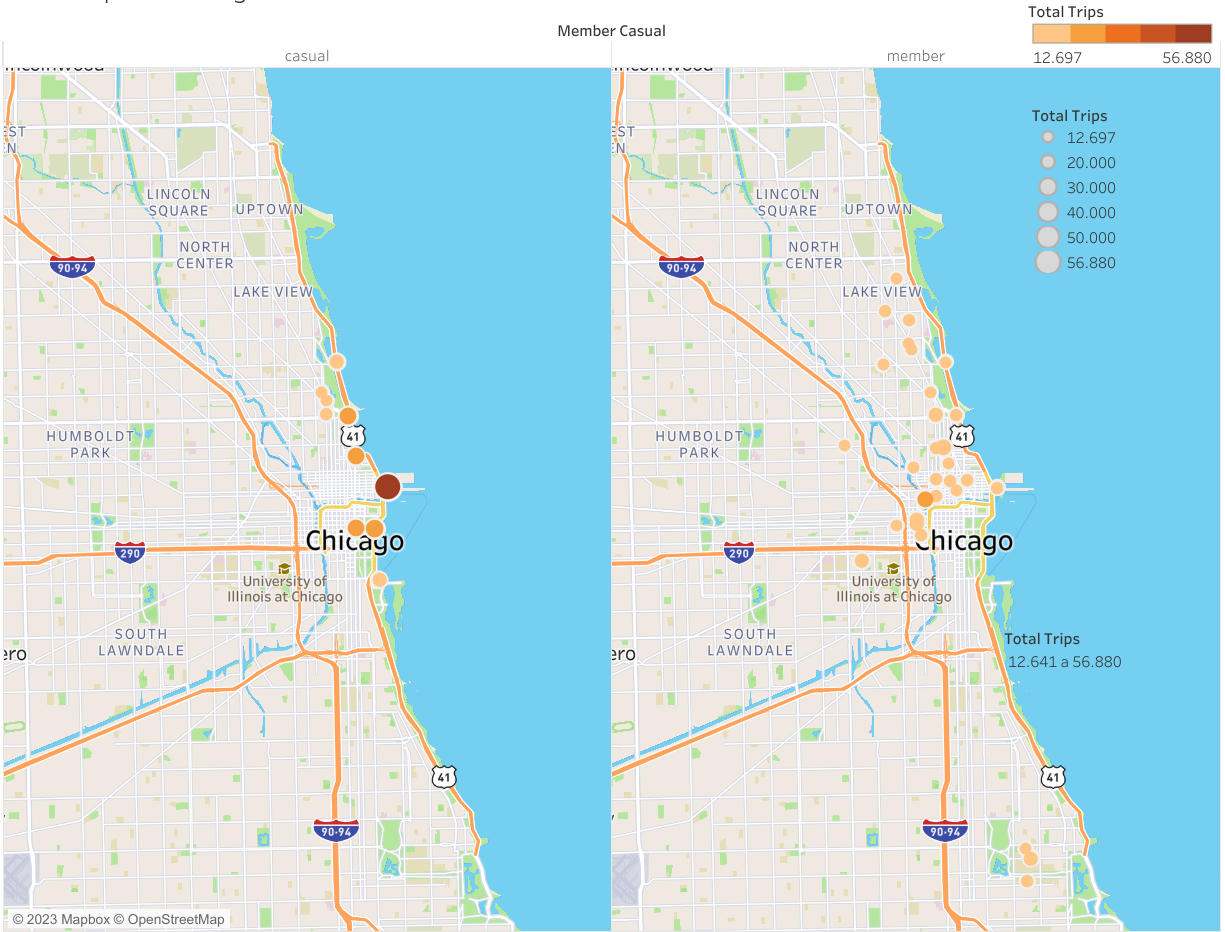 Total Trips
Member Casual
12.697
56.880
casual
member
LINCOLN
SQUARE
UPTOWN
NORTH
CENTER
90-94
LAKE VIEW
HUMBOLDT
PARK
41
Chicago
290
University of
Illinois at Chicago
SOUTH
LAWNDALE
ero
41
90-94
© 2023 Mapbox © OpenStreetMap
EST
EN
LINCOLN
SQUARE
UPTOWN
NORTH
CENTER
90-94
LAKE VIEW
HUMBOLDT
PARK
41
Chicago
290
University of
Illinois at Chicago
SOUTH
LAWNDALE
ero
41
90-94
Total Trips
12.697
20.000
30.000
40.000
50.000
56.880
Total Trips
12.641 a 56.880